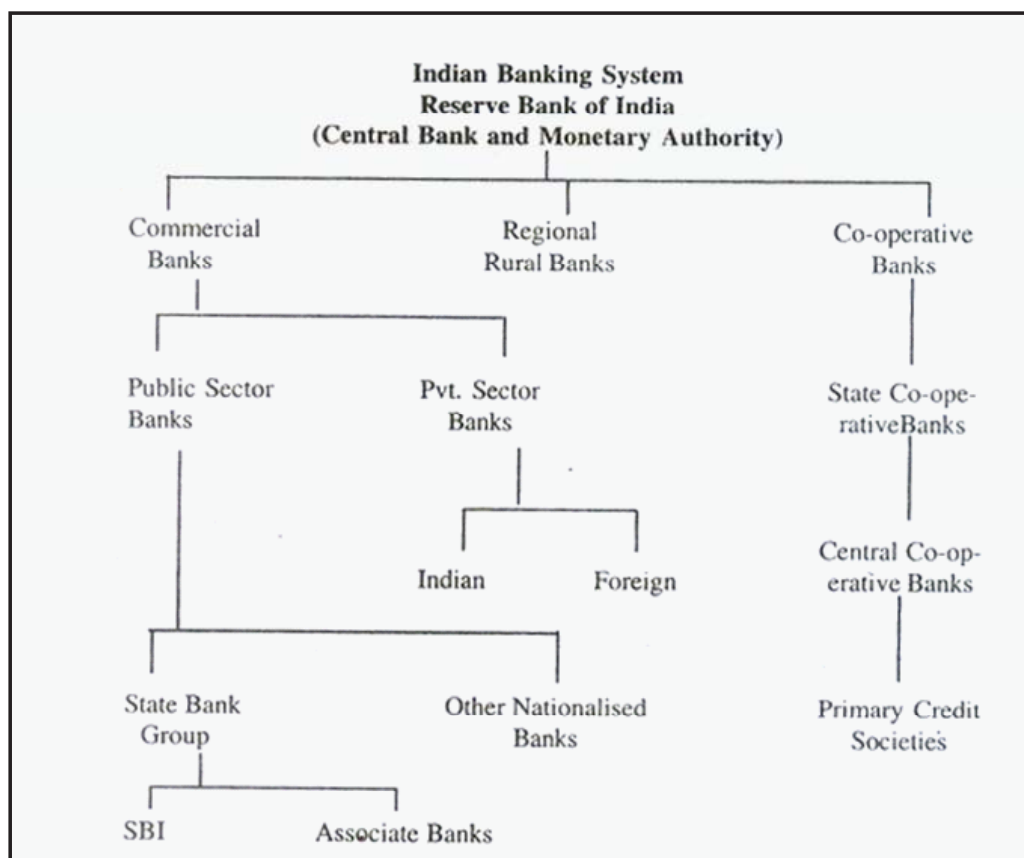 Indian Banking System
Reserve Bank of India
(Central Bank and Monetary Authority)
Commercial
Banks
Regional
Rural Banks
Co-operative
Banks
Public Sector
Banks
Pvt. Sector
Banks
State Co-ope-
rativeBanks
Indian
Foreign
Central Co-op-
erative Banks
State Bank
Group
Other Nationalised
Banks
Primary Credit
Societies
SBI
Associate Banks